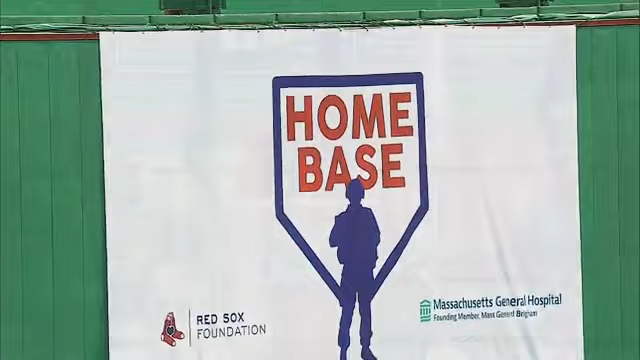 HOME
BASE
RED SOX
FOUNDATION
Massachusetts General Hospital
Founding Member, Mass General Brigham